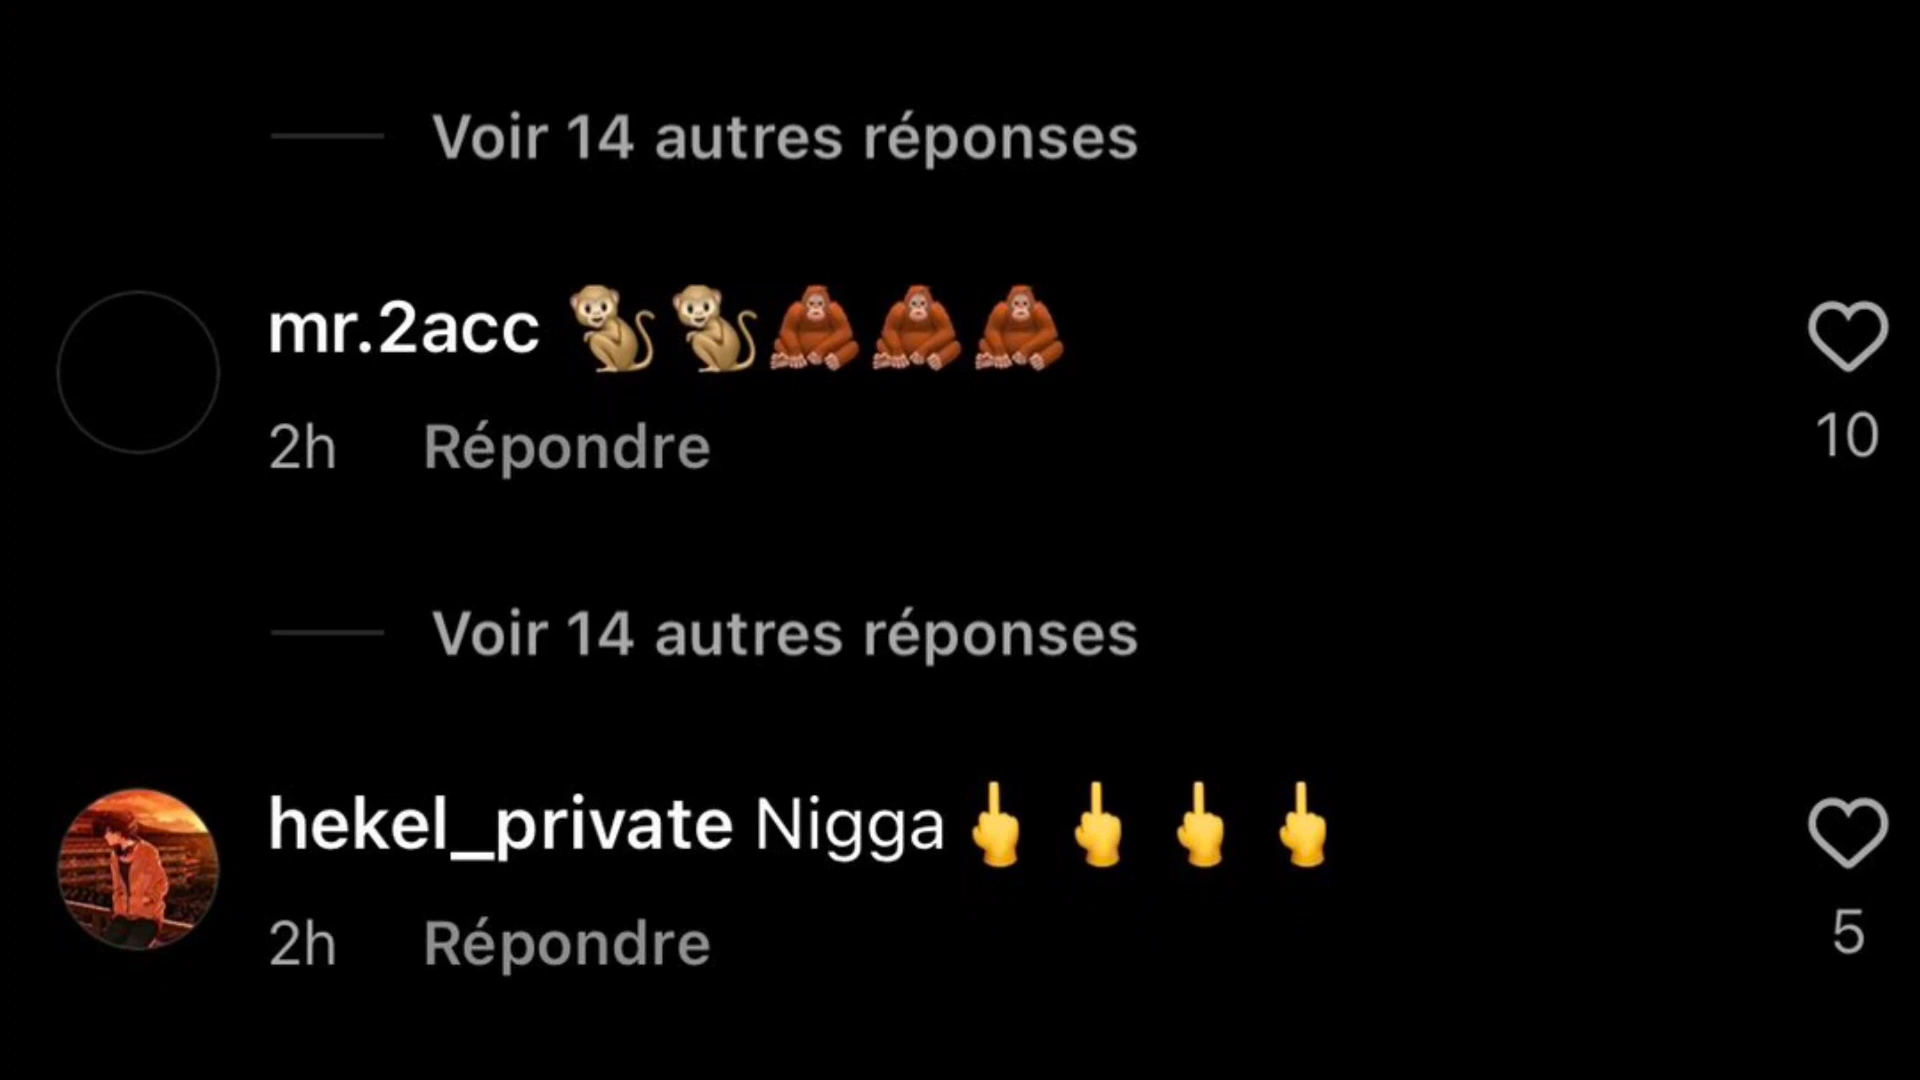 Voir 14 autres réponses
mr.2acc 🐒🐒🦧🦧🦧
2h Répondre
10
Voir 14 autres réponses
hekel_private Nigga🖕🖕🖕🖕
2h Répondre
5